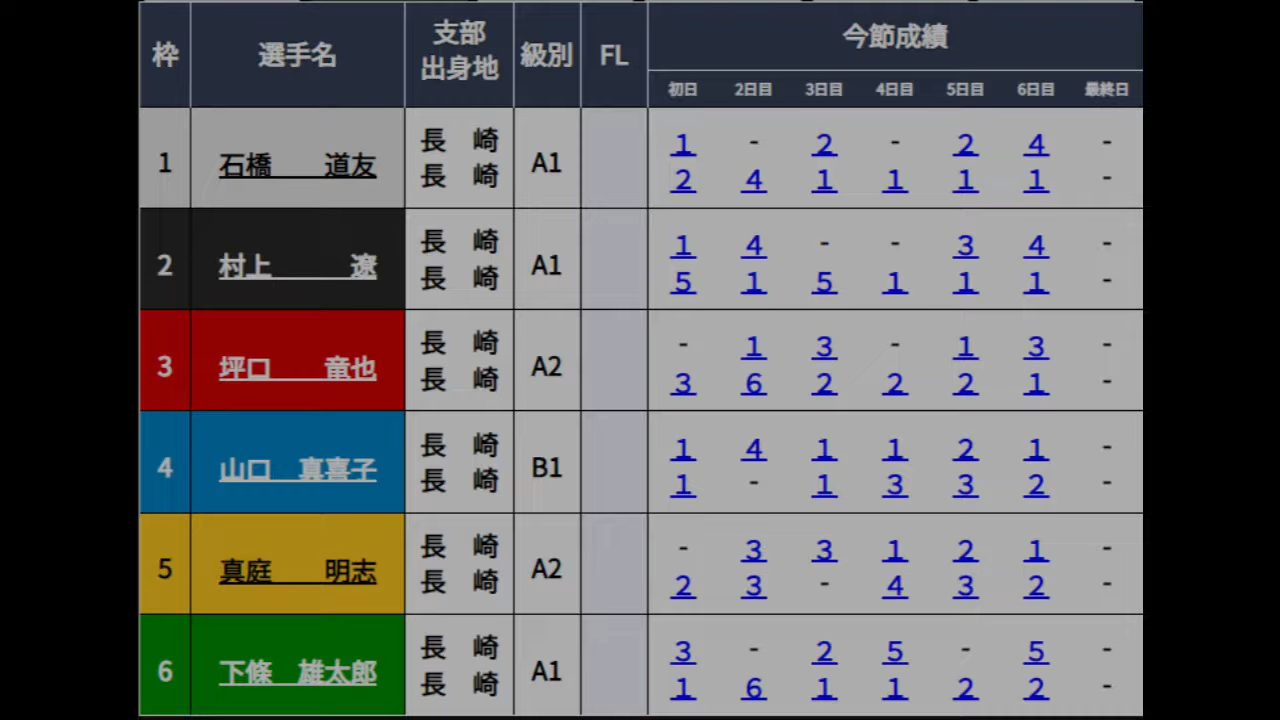 枠 選手名 支部 出身地 級別 FL 今節成績
初日 2日目 3日目 4日目 5日目 6日目 最終日
1 石橋 道友 長崎 長崎 A1
1 - 2 - 2 4 -
2 4 1 1 1 1 -
2 村上 遼 長崎 長崎 A1
1 4 - - 3 4 -
5 1 5 1 1 1 -
3 坪口 竜也 長崎 長崎 A2
- 1 3 - 1 3 -
3 6 2 2 2 1 -
4 山口 真喜子 長崎 長崎 B1
1 4 1 1 2 1 -
1 - 1 3 3 2 -
5 真庭 明志 長崎 長崎 A2
- 3 3 1 2 1 -
2 3 - 4 3 2 -
6 下條 雄太郎 長崎 長崎 A1
3 - 2 5 - 5 -
1 6 1 1 2 2 -